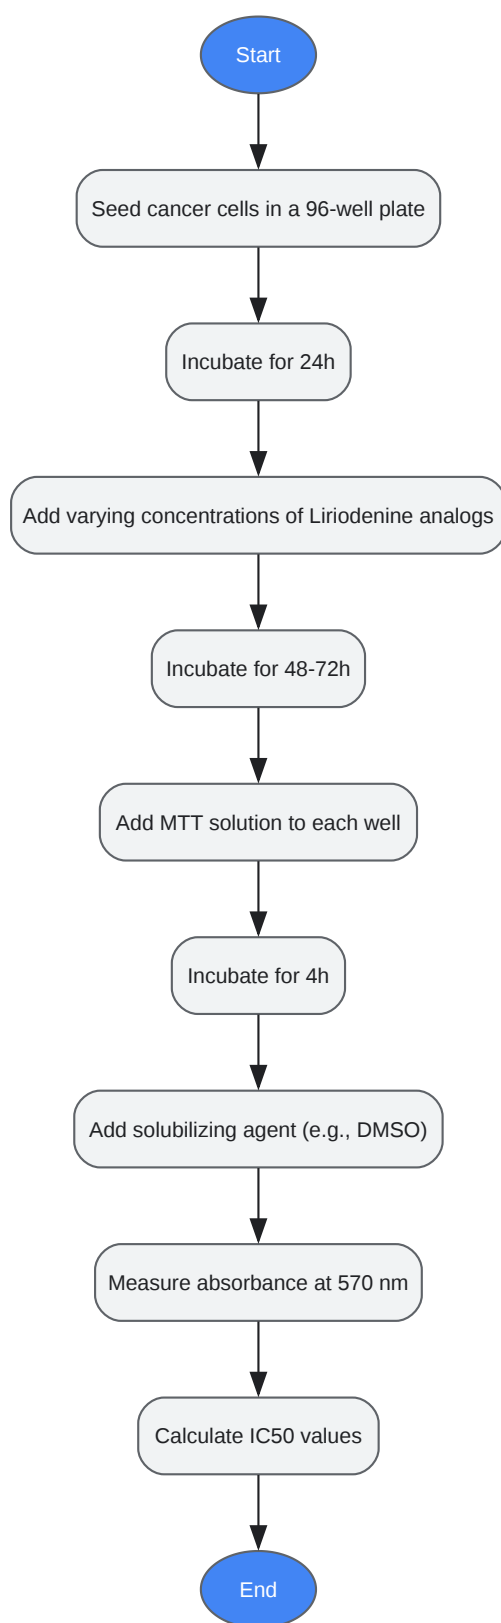 Start
Seed cancer cells in a 96-well plate
Incubate for 24h
Add varying concentrations of Liriodenine analogs
Incubate for 48-72h
Add MTT solution to each well
Incubate for 4h
Add solubilizing agent (e.g., DMSO)
Measure absorbance at 570 nm
Calculate IC50 values
End